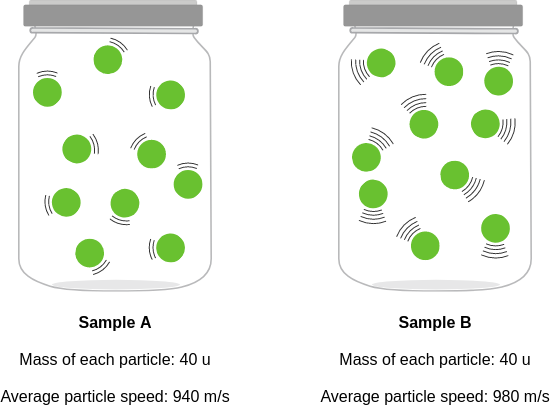 Sample A
Mass of each particle: 40 u
Average particle speed: 940 m/s
Sample B
Mass of each particle: 40 u
Average particle speed: 980 m/s